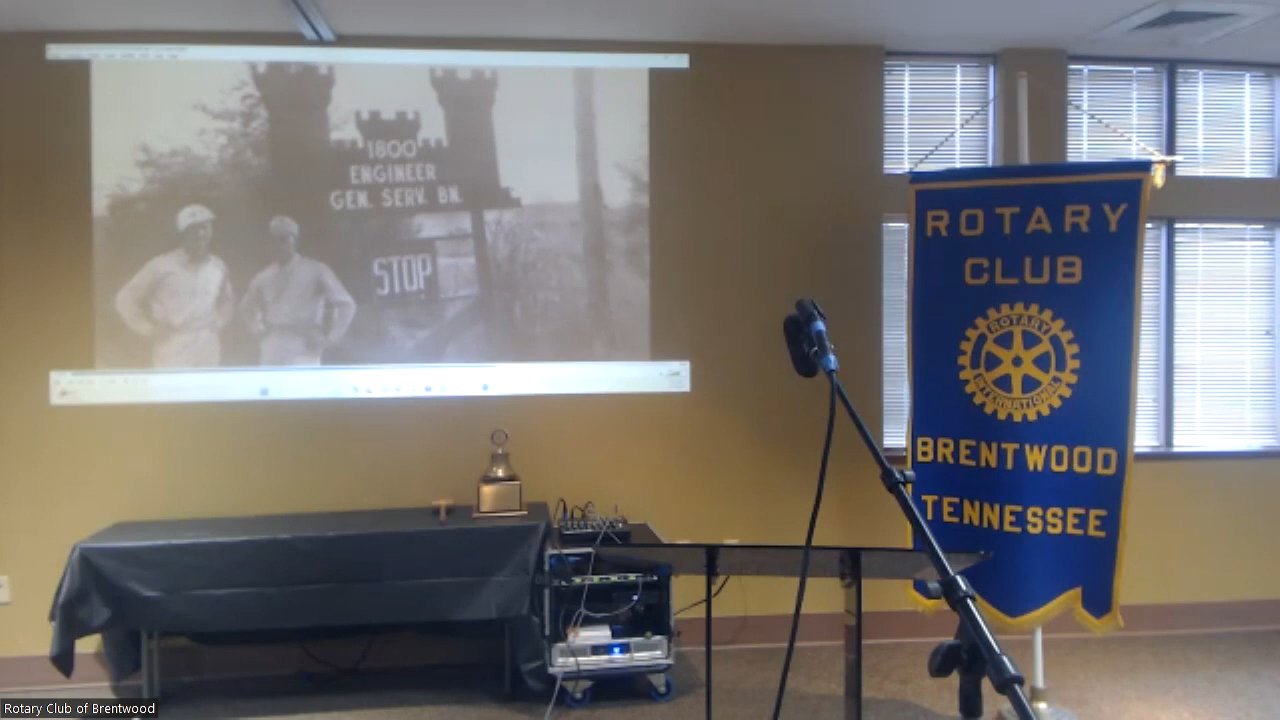 1800
ENGINEER
GEN. SERV. BN.
STOP
ROTARY
CLUB
ROTARY
INTERNATIONAL
BRENTWOOD
TENNESSEE
Rotary Club of Brentwood